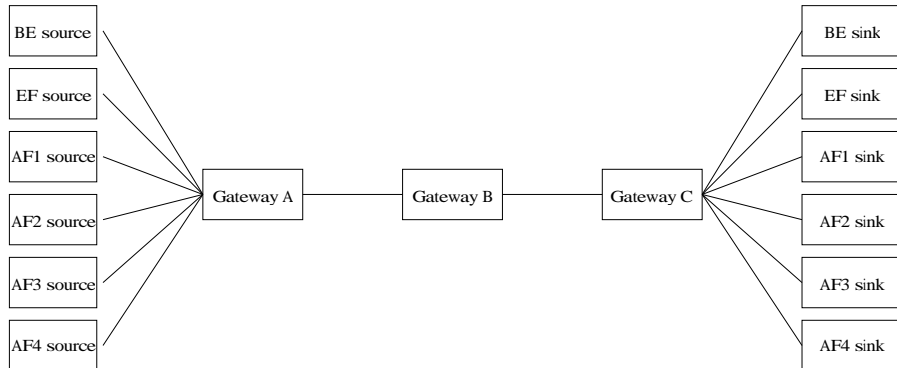 BE source
EF source
AF1 source
AF2 source
AF3 source
AF4 source
Gateway A
Gateway B
Gateway C
BE sink
EF sink
AF1 sink
AF2 sink
AF3 sink
AF4 sink